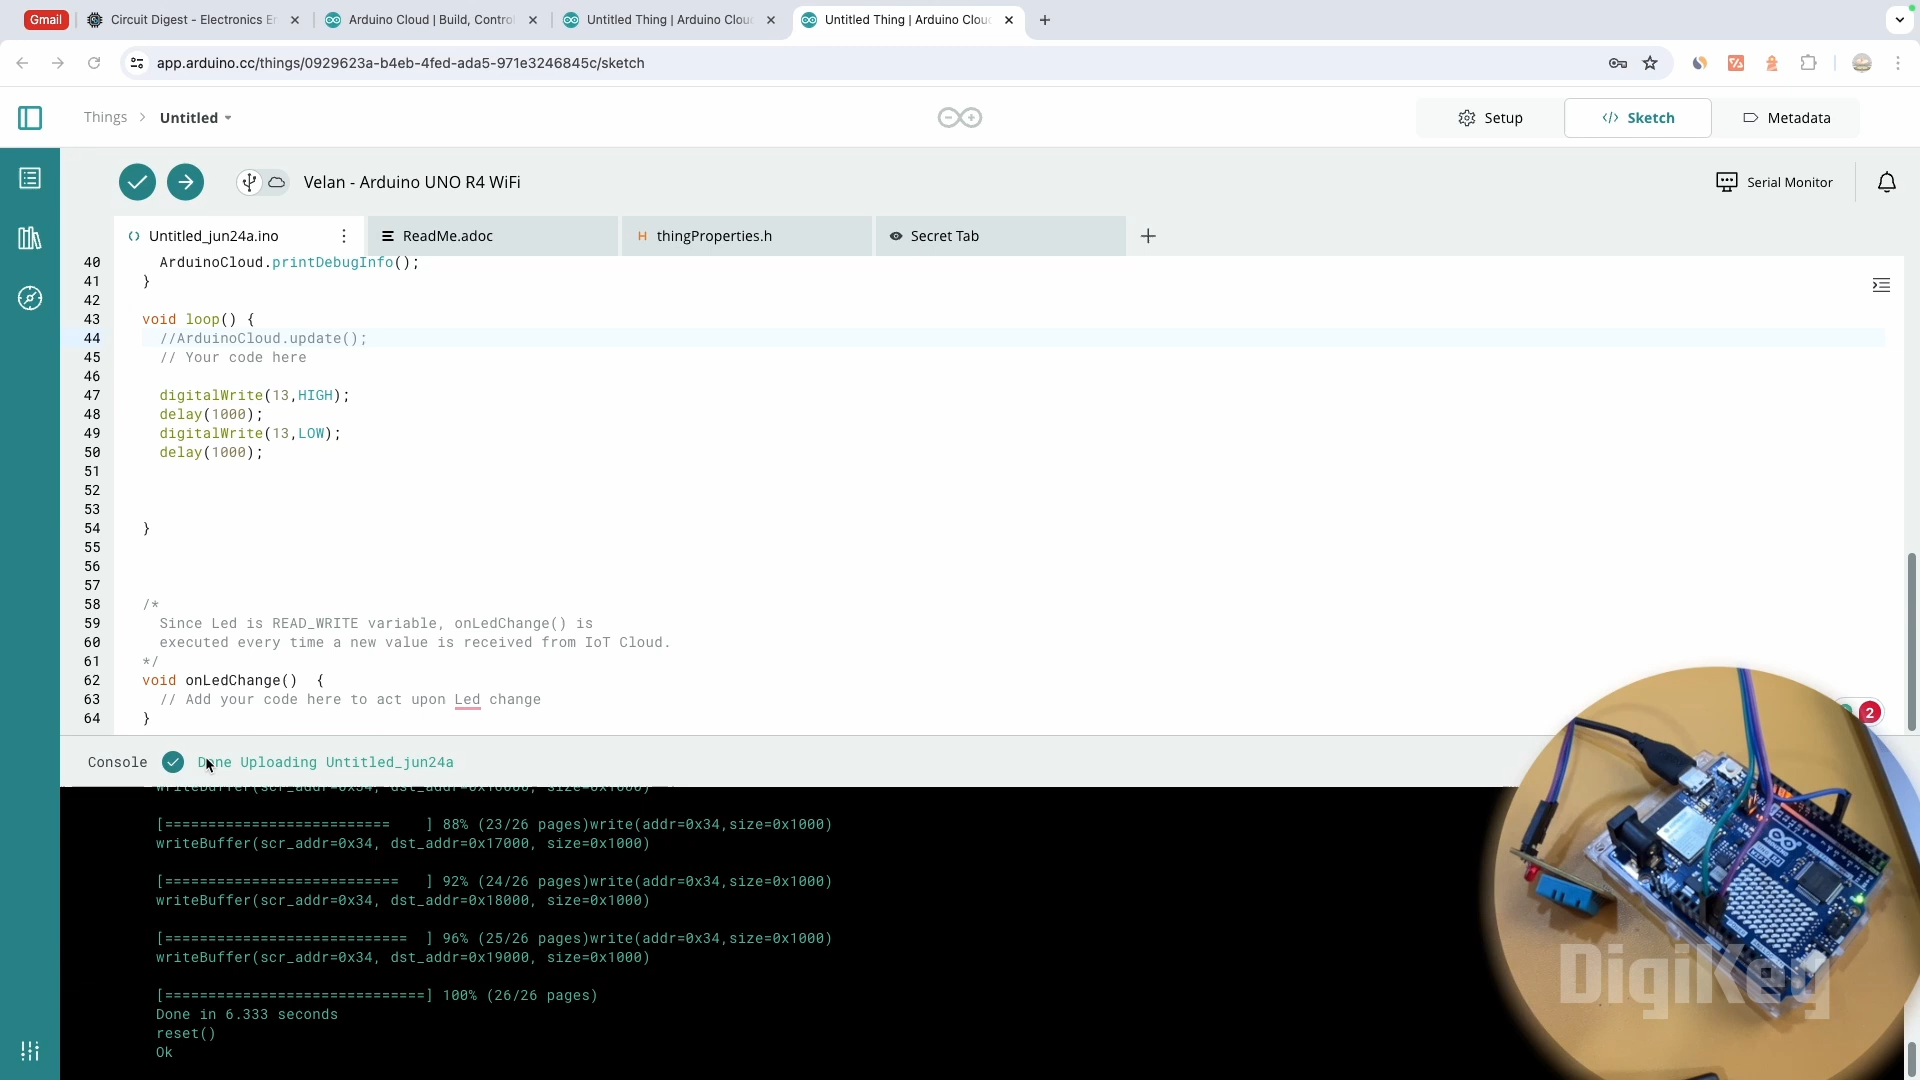 Gmail
Circuit Digest - Electronics En
Arduino Cloud | Build, Contro
Untitled Thing | Arduino Clou
Untitled Thing | Arduino Clou
app.arduino.cc/things/0929623a-b4eb-4fed-ada5-971e3246845c/sketch
Things > Untitled
Setup
</> Sketch
Metadata
Velan - Arduino UNO R4 WiFi
Serial Monitor
Untitled_jun24a.ino
ReadMe.adoc
H thingProperties.h
Secret Tab
40 ArduinoCloud.printDebugInfo();
41 }
42
43 void loop() {
44 //ArduinoCloud.update();
45 // Your code here
46
47 digitalWrite(13,HIGH);
48 delay(1000);
49 digitalWrite(13,LOW);
50 delay(1000);
51
52
53
54 }
55
56
57
58 /*
59 Since Led is READ_WRITE variable, onLedChange() is
60 executed every time a new value is received from IoT Cloud.
61 */
62 void onLedChange() {
63 // Add your code here to act upon Led change
64 }
2
Console Done Uploading Untitled_jun24a
writeBuffer(scr_addr=0x34, dst_addr=0x16000, size=0x1000)
[========================== ] 88% (23/26 pages)write(addr=0x34,size=0x1000)
writeBuffer(scr_addr=0x34, dst_addr=0x17000, size=0x1000)
[=========================== ] 92% (24/26 pages)write(addr=0x34,size=0x1000)
writeBuffer(scr_addr=0x34, dst_addr=0x18000, size=0x1000)
[============================ ] 96% (25/26 pages)write(addr=0x34,size=0x1000)
writeBuffer(scr_addr=0x34, dst_addr=0x19000, size=0x1000)
[==============================] 100% (26/26 pages)
Done in 6.333 seconds
reset()
Ok
DigiKey